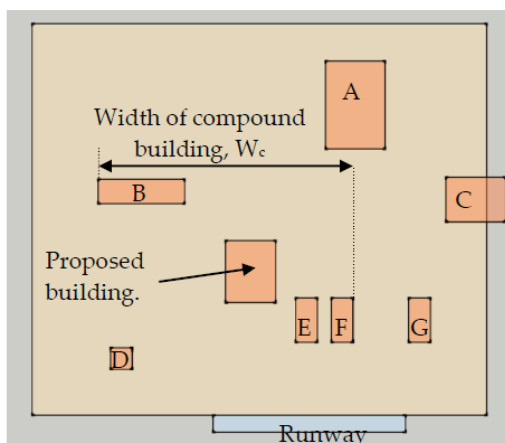 A
Width of compound
building, Wc
B
C
Proposed
building.
E
F
G
D
Runway